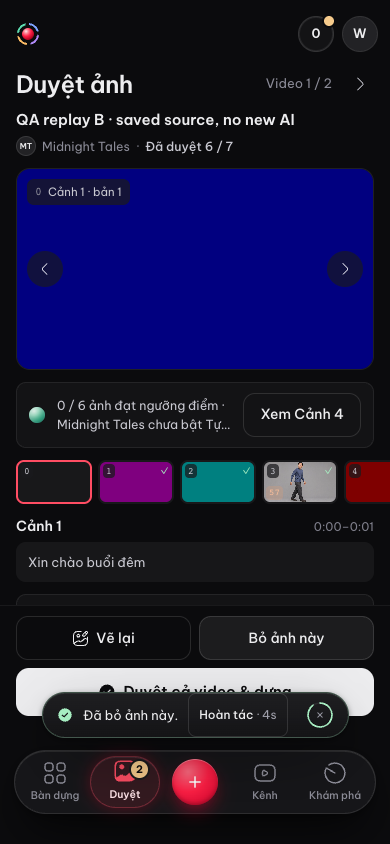 0
W
Duyệt ảnh
Video 1 / 2
QA replay B · saved source, no new AI
MT Midnight Tales · Đã duyệt 6 / 7
0 Cảnh 1 · bản 1
0 / 6 ảnh đạt ngưỡng điểm ·
Midnight Tales chưa bật Tự...
Xem Cảnh 4
0
1
2
3
57
4
Cảnh 1
0:00–0:01
Xin chào buổi đêm
Vẽ lại
Bỏ ảnh này
Duyệt cả video & dựng
Đã bỏ ảnh này.
Hoàn tác · 4s
2
Bàn dựng
Duyệt
Kênh
Khám phá